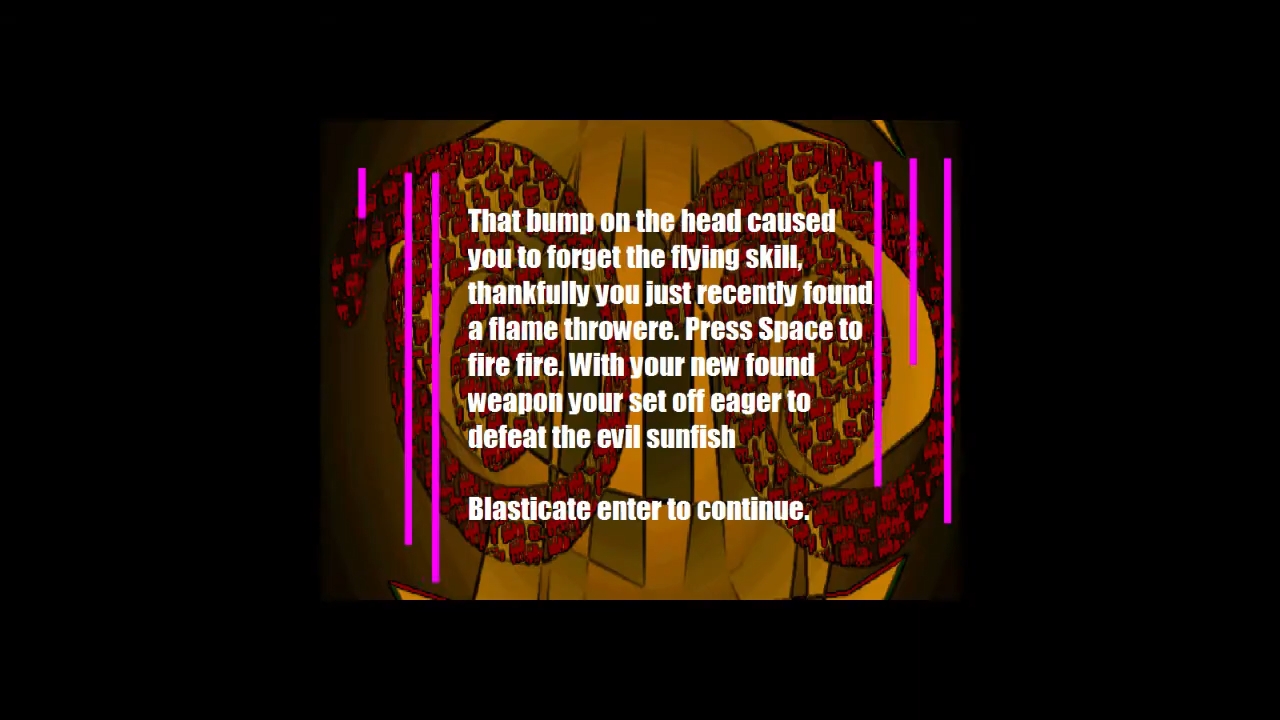 That bump on the head caused
you to forget the flying skill,
thankfully you just recently found
a flame throwere. Press Space to
fire fire. With your new found
weapon your set off eager to
defeat the evil sunfish
Blasticate enter to continue.